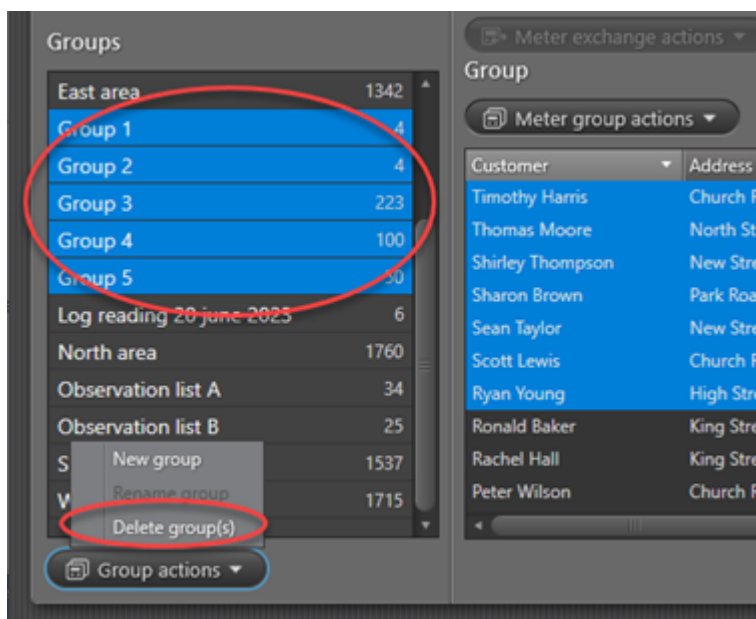 Groups
East area 1342
Group 1 4
Group 2 4
Group 3 223
Group 4 100
Group 5 50
Log reading 20 june 2023 6
North area 1760
Observation list A 34
Observation list B 25
S 1537
W 1715
New group
Rename group
Delete group(s)
Group actions
Meter exchange actions
Group
Meter group actions
Customer Address
Timothy Harris Church
Thomas Moore North St
Shirley Thompson New Stre
Sharon Brown Park Roa
Sean Taylor New Stre
Scott Lewis Church
Ryan Young High Stre
Ronald Baker King Stre
Rachel Hall King Stre
Peter Wilson Church